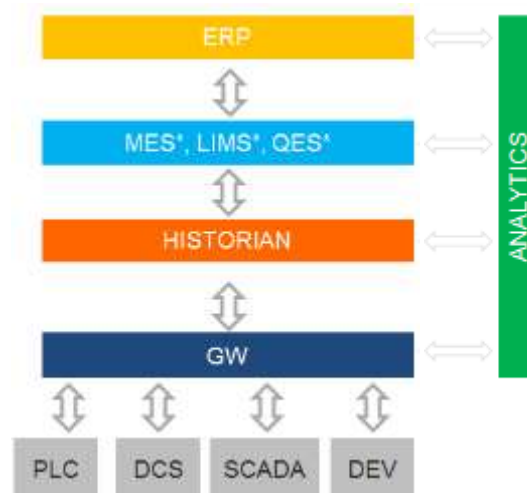 ERP
MES*, LIMS*, QES*
HISTORIAN
GW
PLC
DCS
SCADA
DEV
ANALYTICS